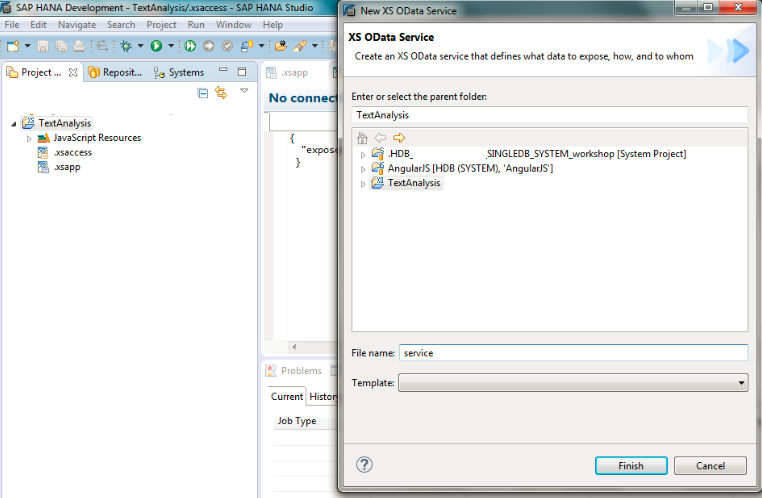 SAP HANA Development - TextAnalysis/.xsaccess - SAP HANA Studio
File Edit Navigate Search Project Run Window Help
Project ... Reposit... Systems
TextAnalysis
JavaScript Resources
.xsaccess
.xsapp
.xsapp
No connect
{
"expose
}
Problems
Current History
Job Type
New XS OData Service
XS OData Service
Create an XS OData service that defines what data to expose, how, and to whom
Enter or select the parent folder:
TextAnalysis
.HDB_ _SINGLEDB_SYSTEM_workshop [System Project]
AngularJS [HDB (SYSTEM), 'AngularJS']
TextAnalysis
File name: service
Template:
Finish Cancel